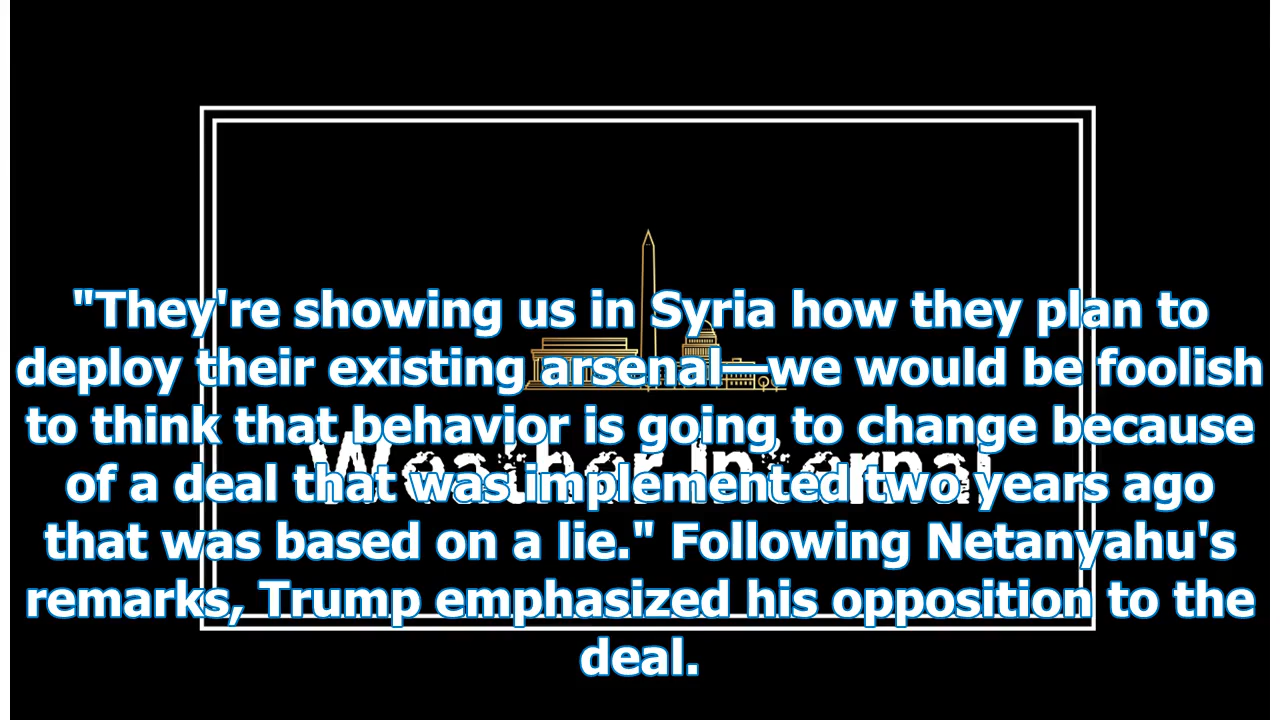 "They're showing us in Syria how they plan to
deploy their existing arsenal—we would be foolish
to think that behavior is going to change because
of a deal that was implemented two years ago
that was based on a lie." Following Netanyahu's
remarks, Trump emphasized his opposition to the
deal.
Weather Internal